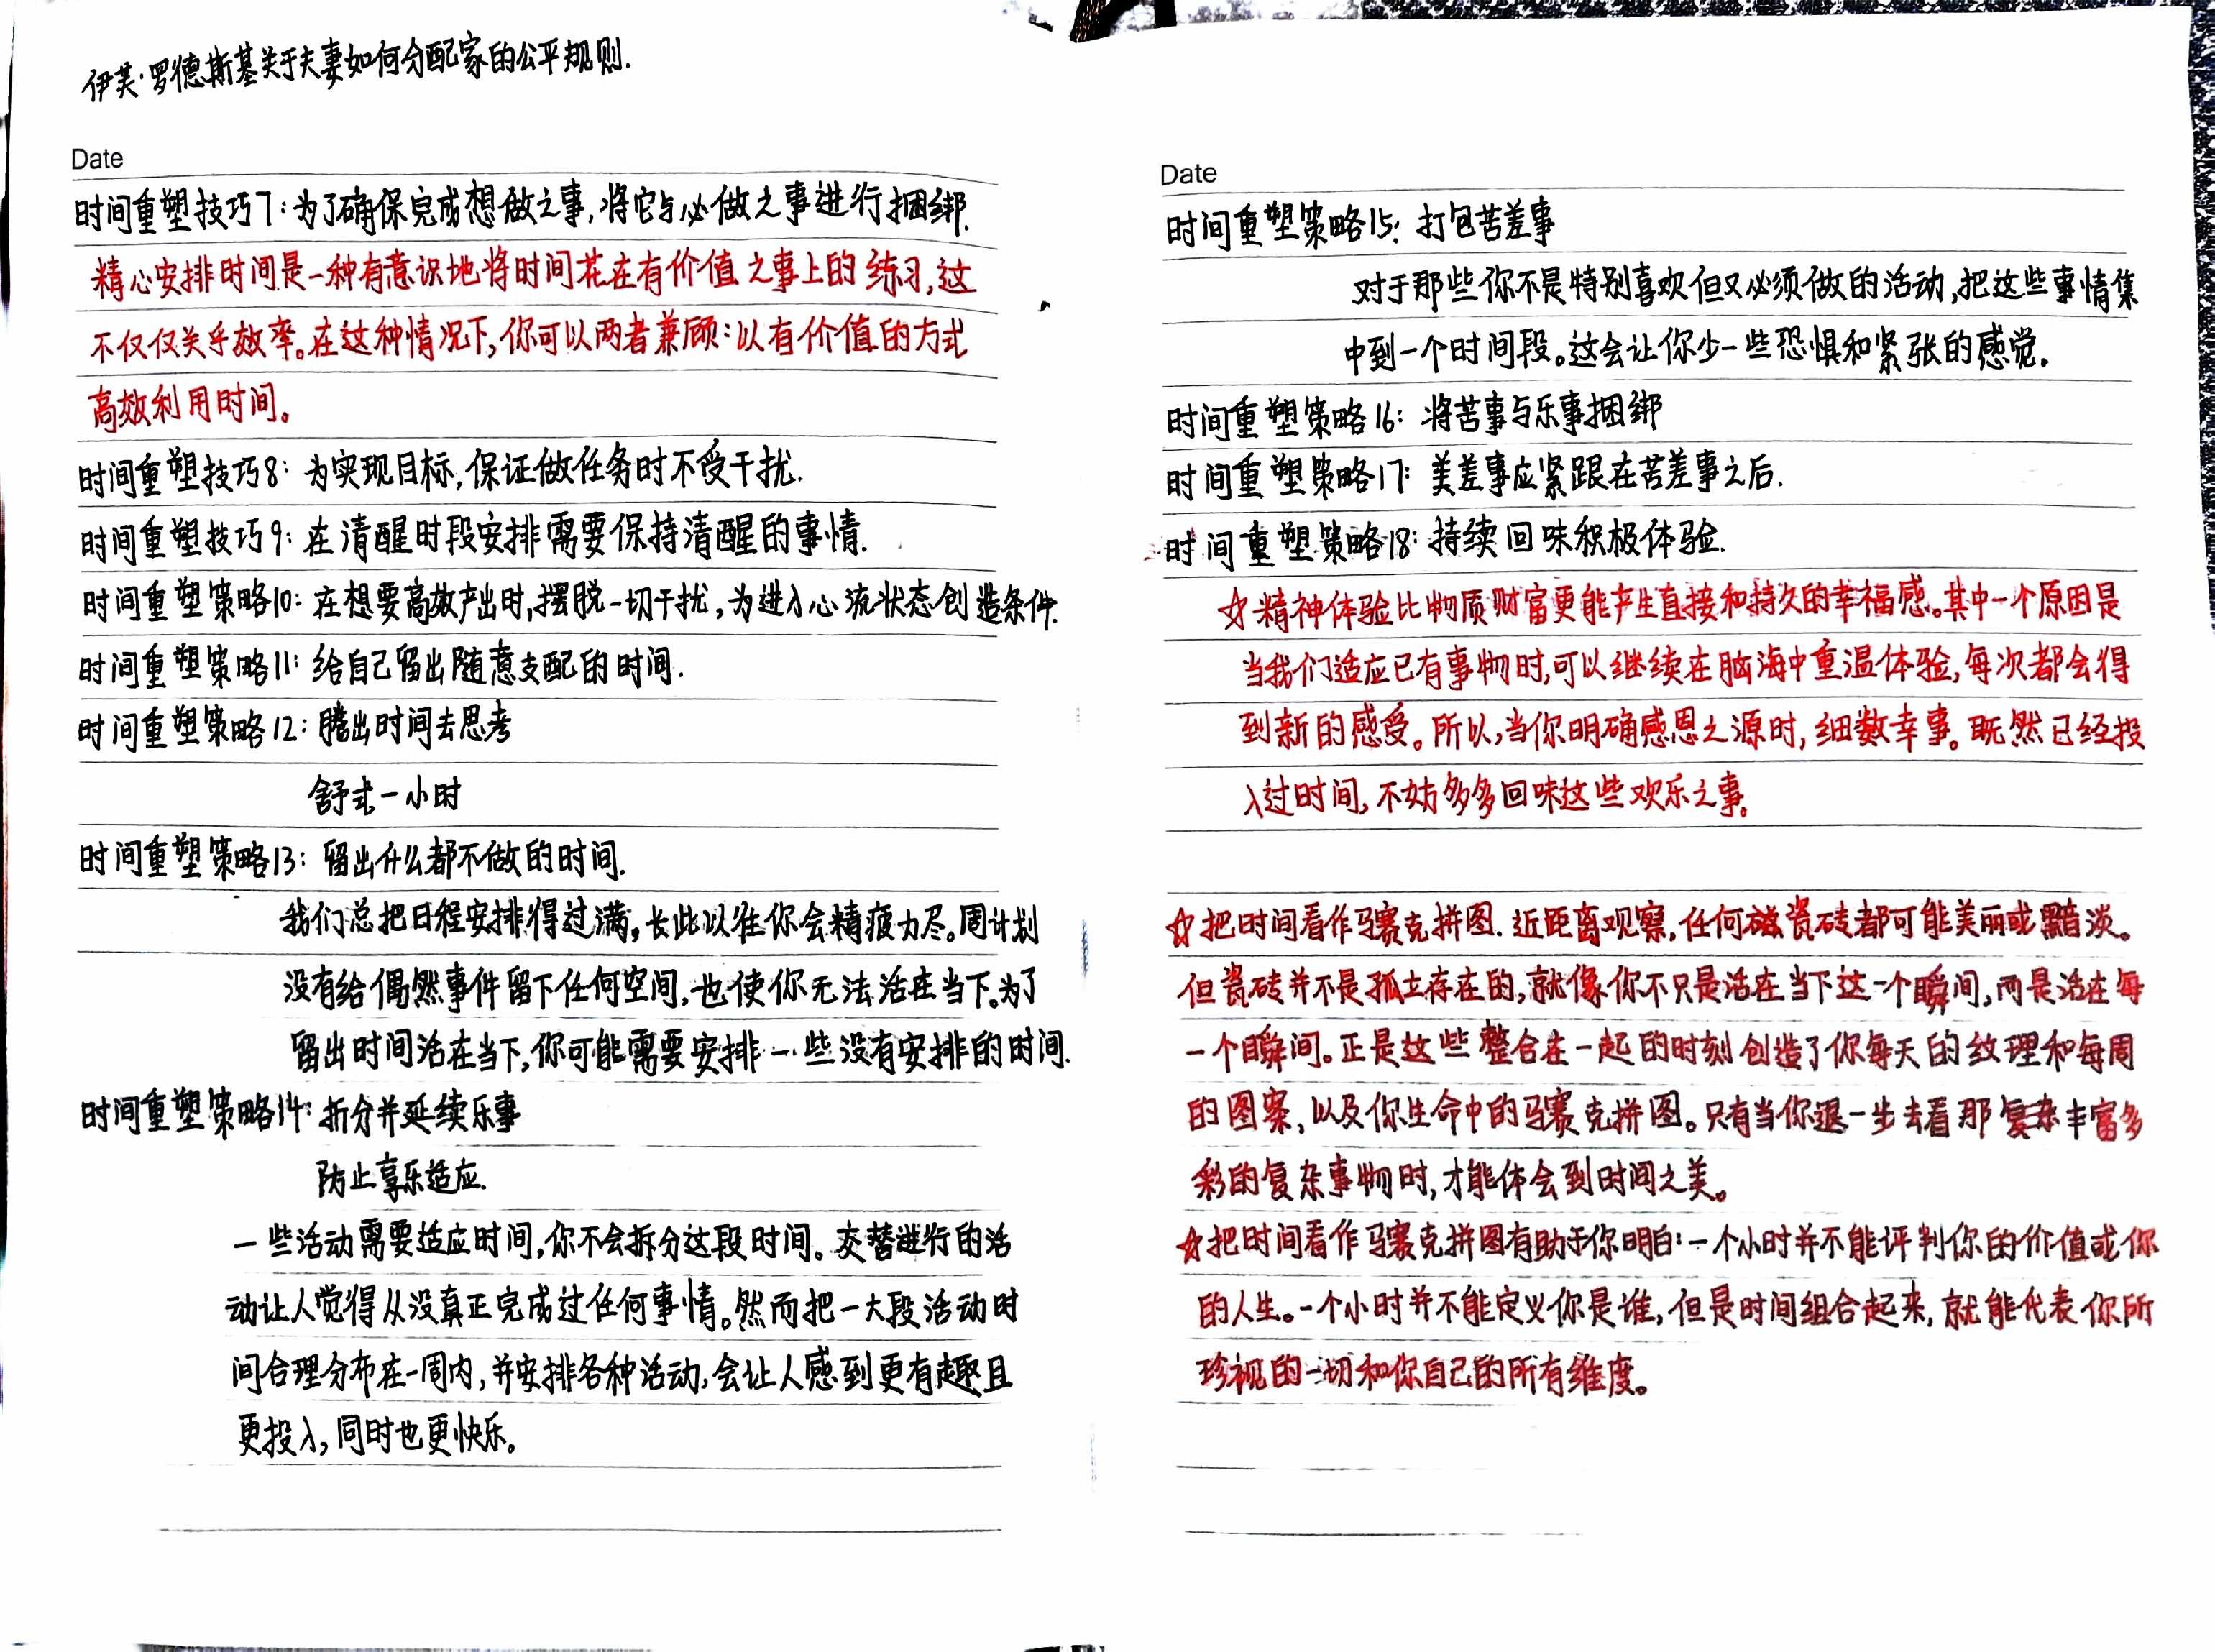 伊芙·罗德斯基关于夫妻如何分配家的公平规则.
Date
时间重塑技巧7:为了确保完成想做之事,将它与必做之事进行捆绑.
精心安排时间是一种有意识地将时间花在有价值之事上的练习,这
不仅仅关乎效率。在这种情况下,你可以两者兼顾:以有价值的方式
高效利用时间。
时间重塑技巧8:为实现目标,保证做任务时不受干扰.
时间重塑技巧9:在清醒时段安排需要保持清醒的事情.
时间重塑策略10:在想要高效产出时,摆脱一切干扰,为进入心流状态创造条件.
时间重塑策略11:给自己留出随意支配的时间.
时间重塑策略12:腾出时间去思考
舒式一小时
时间重塑策略13:留出什么都不做的时间.
我们总把日程安排得过满,长此以往你会精疲力尽。周计划
没有给偶然事件留下任何空间,也使你无法活在当下。为了
留出时间活在当下,你可能需要安排一些没有安排的时间.
时间重塑策略14:拆分并延续乐事
防止享乐适应.
一些活动需要适应时间,你不会拆分这段时间。交替进行的活
动让人觉得从没真正完成过任何事情。然而把一大段活动时
间合理分布在一周内,并安排各种活动,会让人感到更有趣且
更投入,同时也更快乐。
Date
时间重塑策略15:打包苦差事
对于那些你不是特别喜欢但又必须做的活动,把这些事情集
中到一个时间段。这会让你少一些恐惧和紧张的感觉.
时间重塑策略16:将苦事与乐事捆绑
时间重塑策略17:美差事应紧跟在苦差事之后.
时间重塑策略18:持续回味积极体验.
☆精神体验比物质财富更能产生直接和持久的幸福感。其中一个原因是
当我们适应已有事物时,可以继续在脑海中重温体验,每次都会得
到新的感受。所以,当你明确感恩之源时,细数幸事。既然已经投
入过时间,不妨多多回味这些欢乐之事。
☆把时间看作马赛克拼图.近距离观察,任何磁瓷砖都可能美丽或黯淡。
但瓷砖并不是孤立存在的,就像你不只是活在当下这一个瞬间,而是活在每
一个瞬间。正是这些整合在一起的时刻创造了你每天的纹理和每周
的图案,以及你生命中的马赛克拼图。只有当你退一步去看那复杂丰富多
彩的复杂事物时,才能体会到时间之美。
☆把时间看作马赛克拼图有助于你明白:一个小时并不能评判你的价值或你
的人生。一个小时并不能定义你是谁,但是时间组合起来,就能代表你所
珍视的一切和你自己的所有维度。